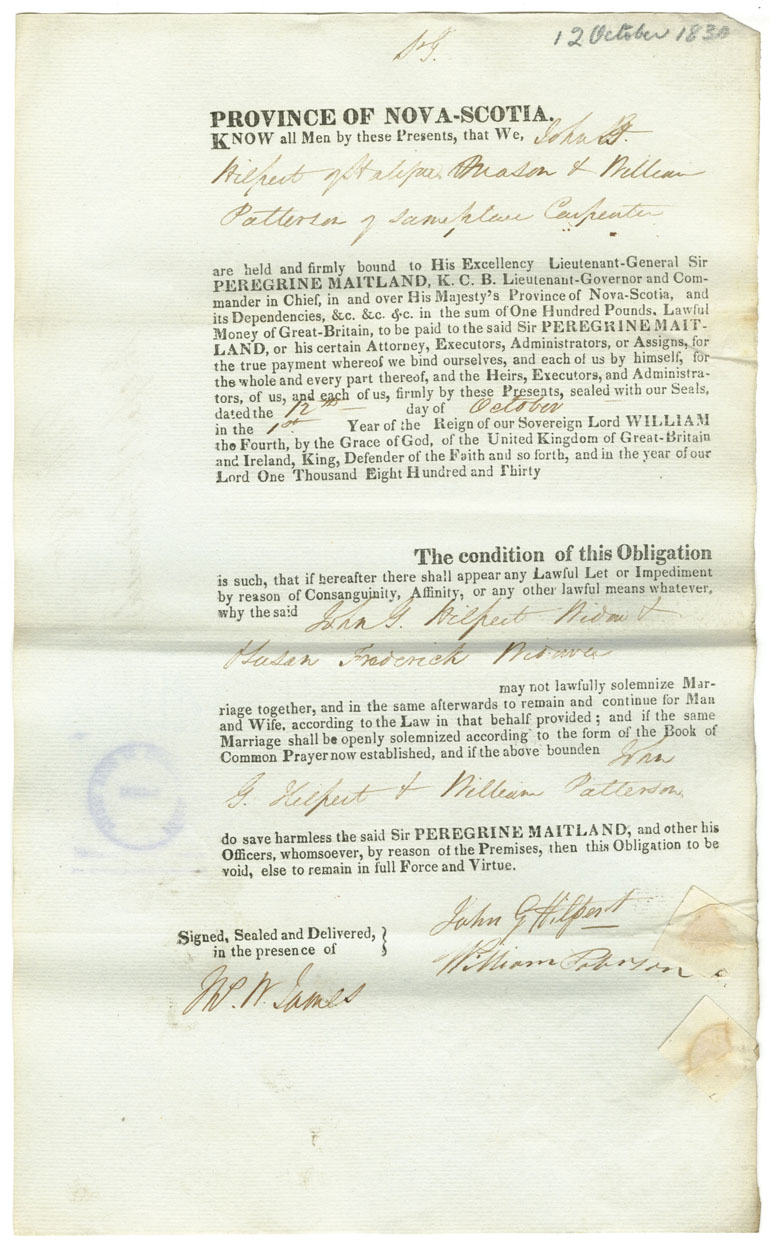 12 October 1830
PROVINCE OF NOVA-SCOTIA.
KNOW all Men by these Presents, that We, John G.
Hilpert of Halifax Mason & William
Patterson of same place Carpenter
are held and firmly bound to His Excellency Lieutenant-General Sir
PEREGRINE MAITLAND, K. C. B. Lieutenant-Governor and Com-
mander in Chief, in and over His Majesty's Province of Nova-Scotia, and
its Dependencies, &c. &c. &c. in the sum of One Hundred Pounds, Lawful
Money of Great-Britain, to be paid to the said Sir PEREGRINE MAIT-
LAND, or his certain Attorney, Executors, Administrators, or Assigns, for
the true payment whereof we bind ourselves, and each of us by himself, for
the whole and every part thereof, and the Heirs, Executors, and Administra-
tors, of us, and each of us, firmly by these Presents, sealed with our Seals,
dated the 12th day of October
in the 1st Year of the Reign of our Sovereign Lord WILLIAM
the Fourth, by the Grace of God, of the United Kingdom of Great-Britain
and Ireland, King, Defender of the Faith and so forth, and in the year of our
Lord One Thousand Eight Hundred and Thirty
The condition of this Obligation
is such, that if hereafter there shall appear any Lawful Let or Impediment
by reason of Consanguinity, Affinity, or any other lawful means whatever,
why the said John G. Hilpert Widow &
Susan Frederick
may not lawfully solemnize Mar-
riage together, and in the same afterwards to remain and continue for Man
and Wife, according to the Law in that behalf provided ; and if the same
Marriage shall be openly solemnized according to the form of the Book of
Common Prayer now established, and if the above bounden John
G. Helpert & William Patterson
do save harmless the said Sir PEREGRINE MAITLAND, and other his
Officers, whomsoever, by reason of the Premises, then this Obligation to be
void, else to remain in full Force and Virtue.
Signed, Sealed and Delivered, }
in the presence of
John G Hilpert
William
W. James